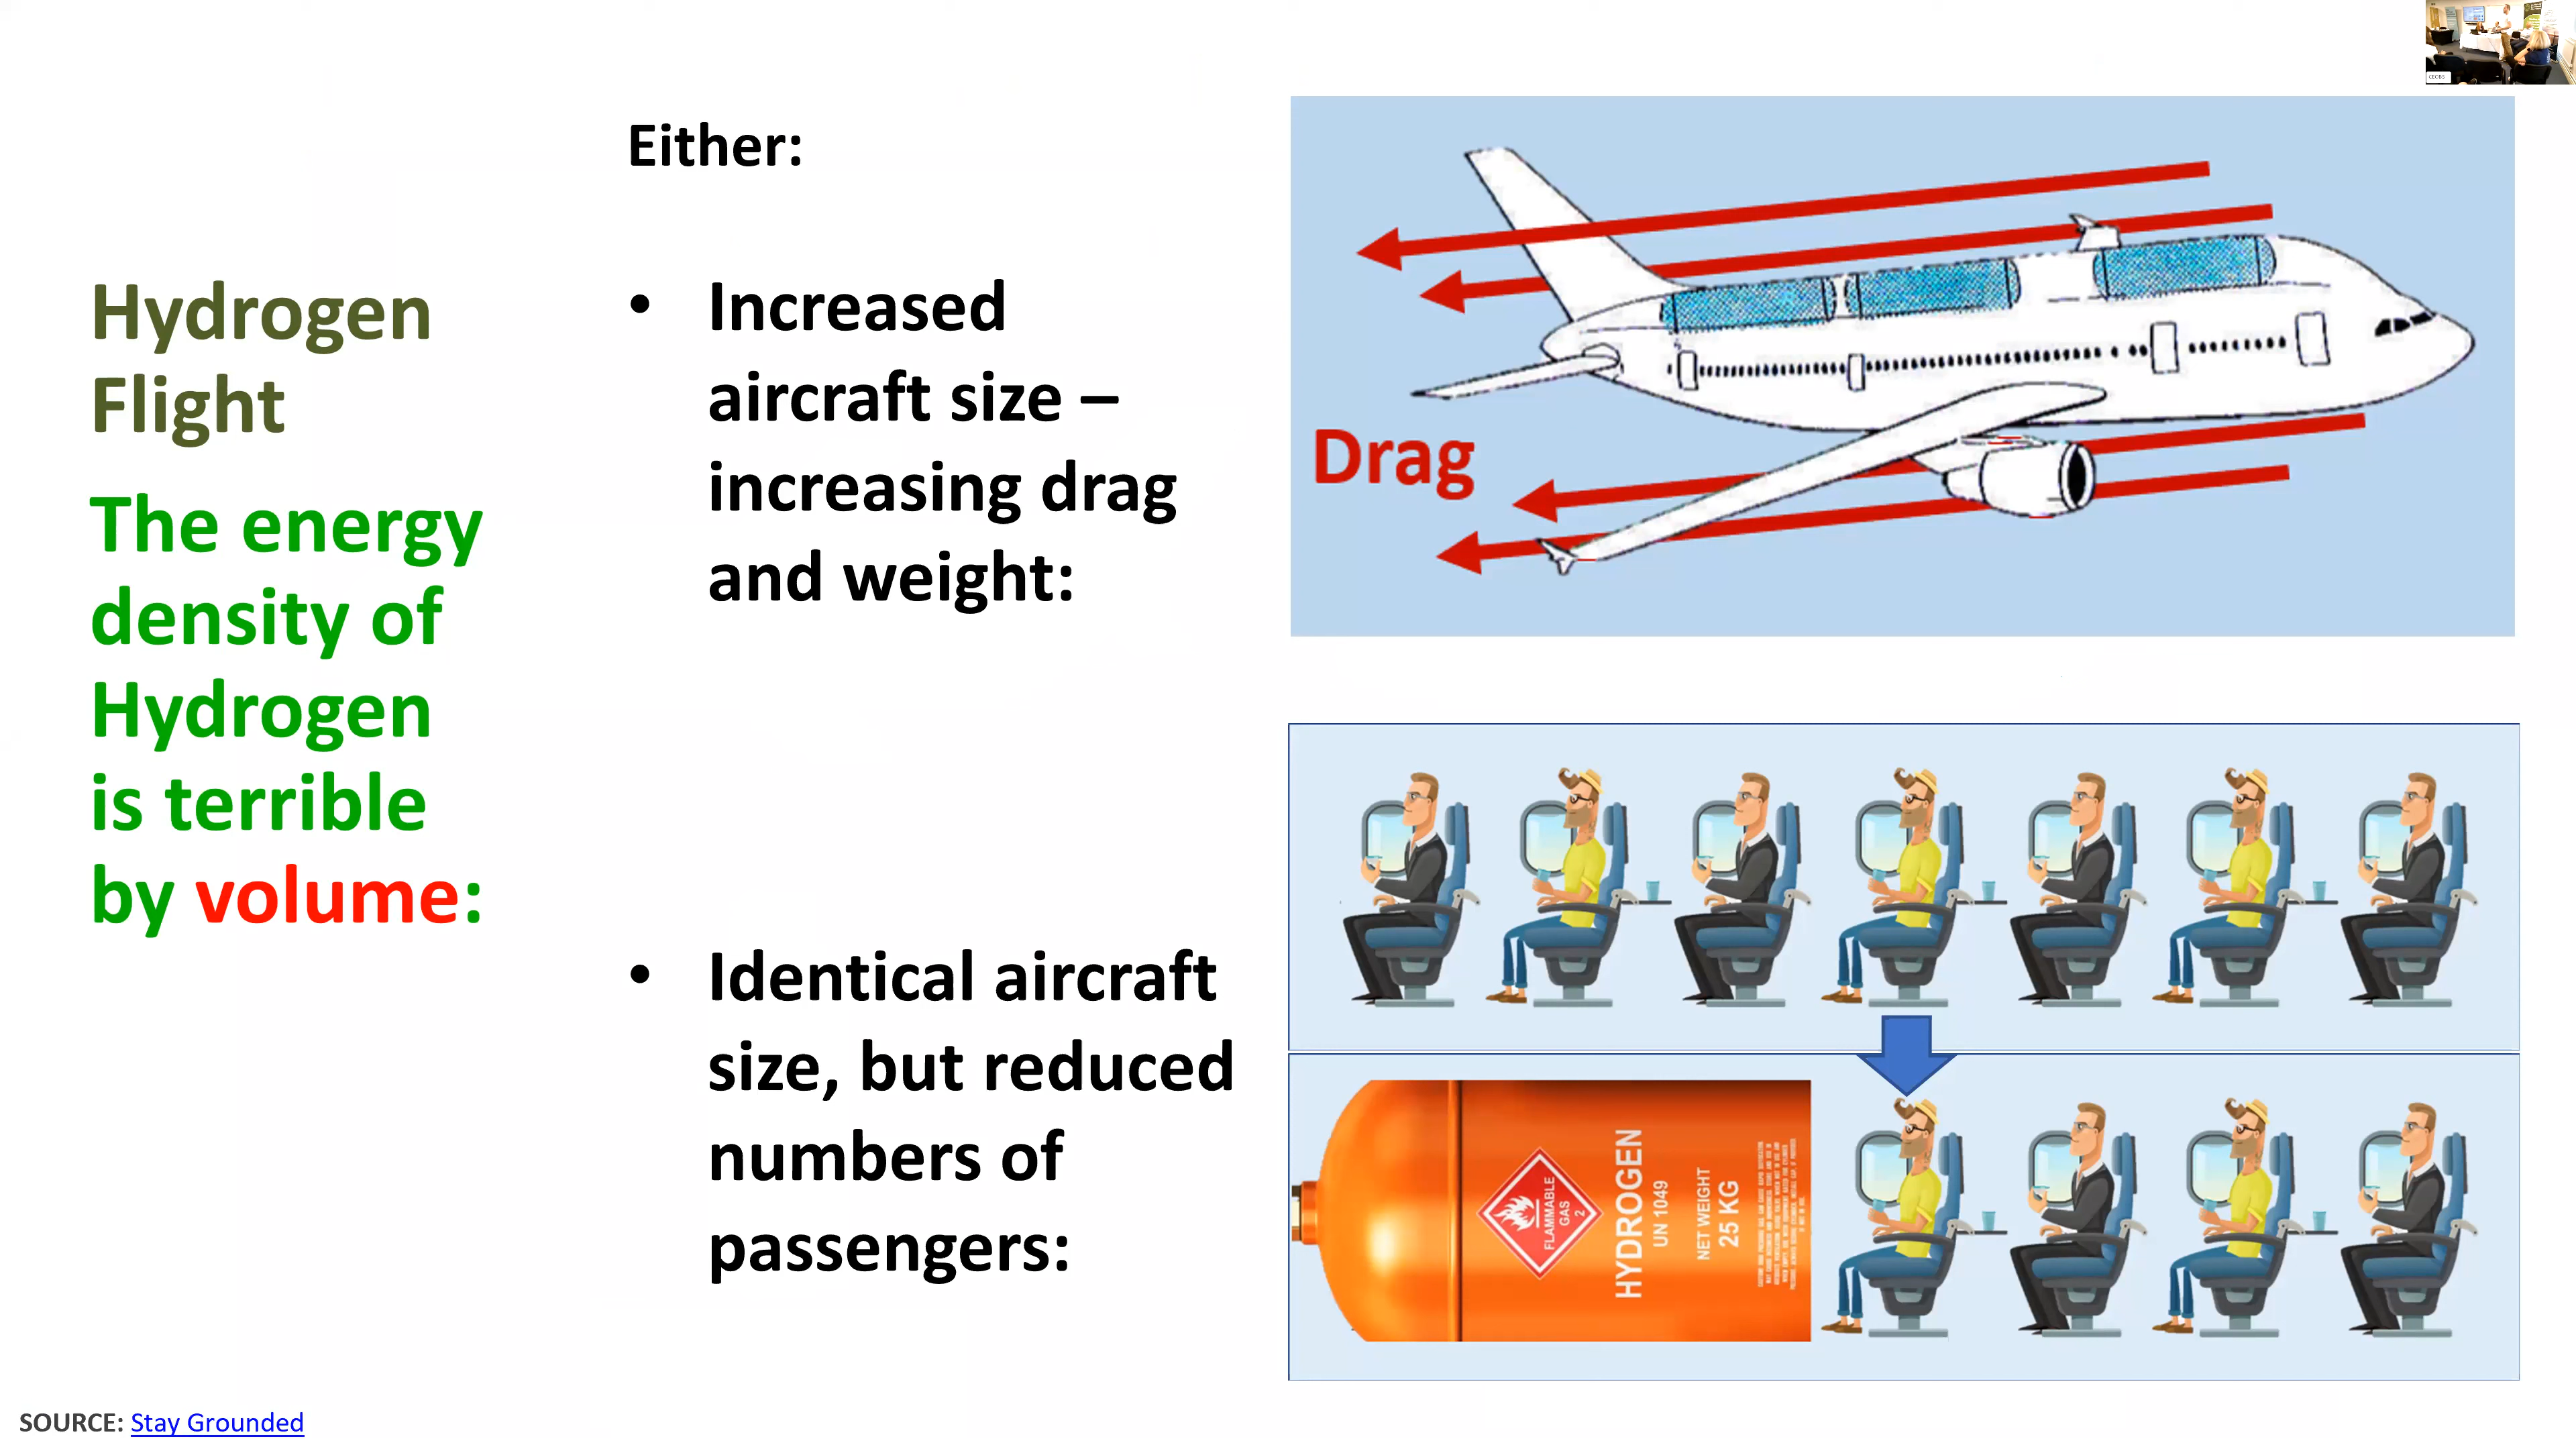 Hydrogen
Flight
The energy
density of
Hydrogen
is terrible
by volume:
Either:
• Increased
aircraft size –
increasing drag
and weight:
• Identical aircraft
size, but reduced
numbers of
passengers:
Drag
FLAMMABLE
GAS
2
HYDROGEN
UN 1049
NET WEIGHT
25 KG
SOURCE: Stay Grounded